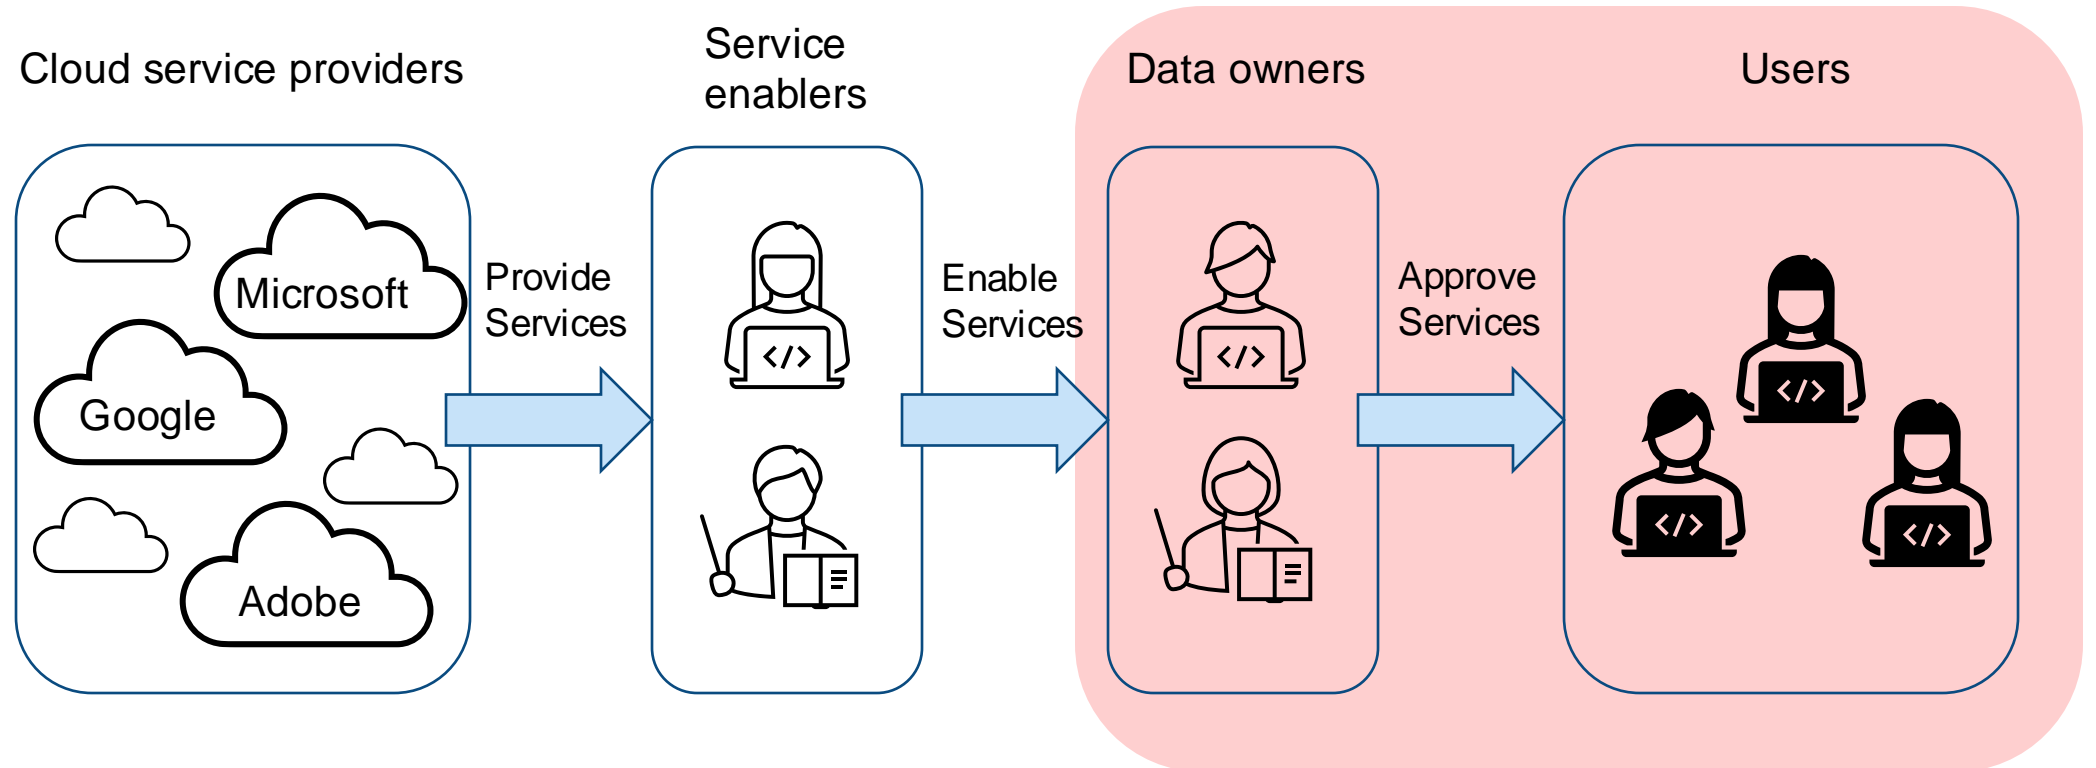 Cloud service providers
Service
enablers
Data owners
Users
Microsoft
Google
Adobe
Provide
Services
Enable
Services
Approve
Services
</>
</>
</>
</>
</>